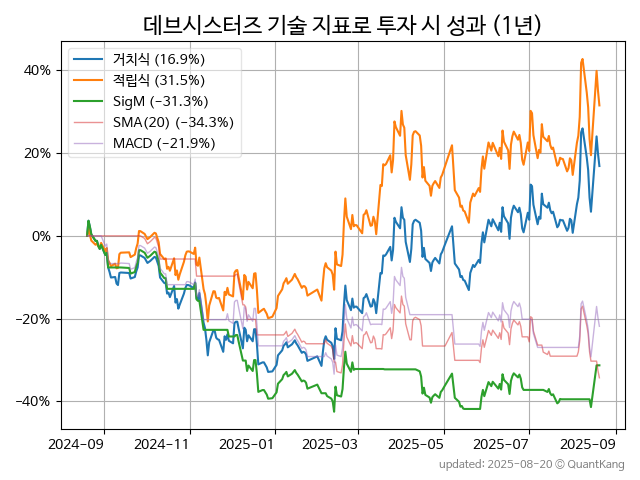 데브시스터즈 기술 지표로 투자 시 성과 (1년)
거치식 (16.9%)
적립식 (31.5%)
SigM (−31.3%)
SMA(20) (−34.3%)
MACD (−21.9%)
40%
20%
0%
−20%
−40%
2024-09 2024-11 2025-01 2025-03 2025-05 2025-07 2025-09
updated: 2025-08-20 © QuantKang